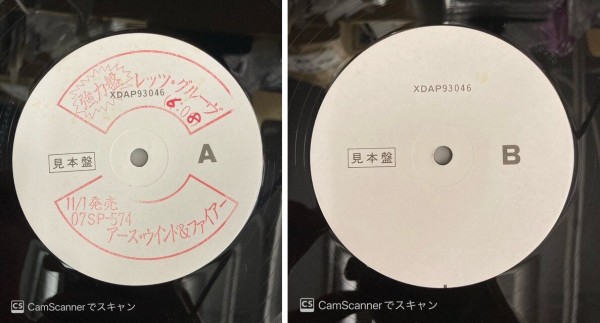 強力盤
レッツ・グルーヴ
XDAP93046
(6:08)
見本盤
A
11/1発売
07SP-574
アース・ウインド&ファイアー
CS CamScannerでスキャン
XDAP93046
見本盤
B
CS CamScannerでスキャン